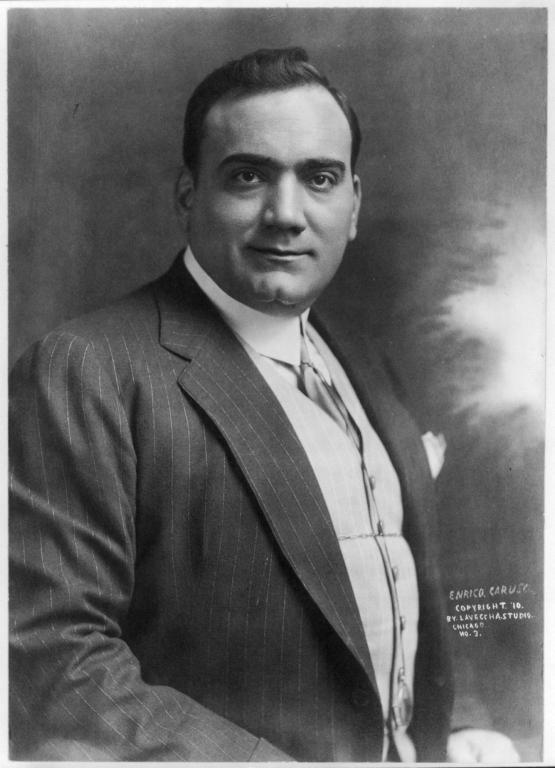 ENRICO. CARUSO.
COPYRIGHT. '10.
BY. LAVECCHA. STUDIO.
CHICAGO.
NO. 3.